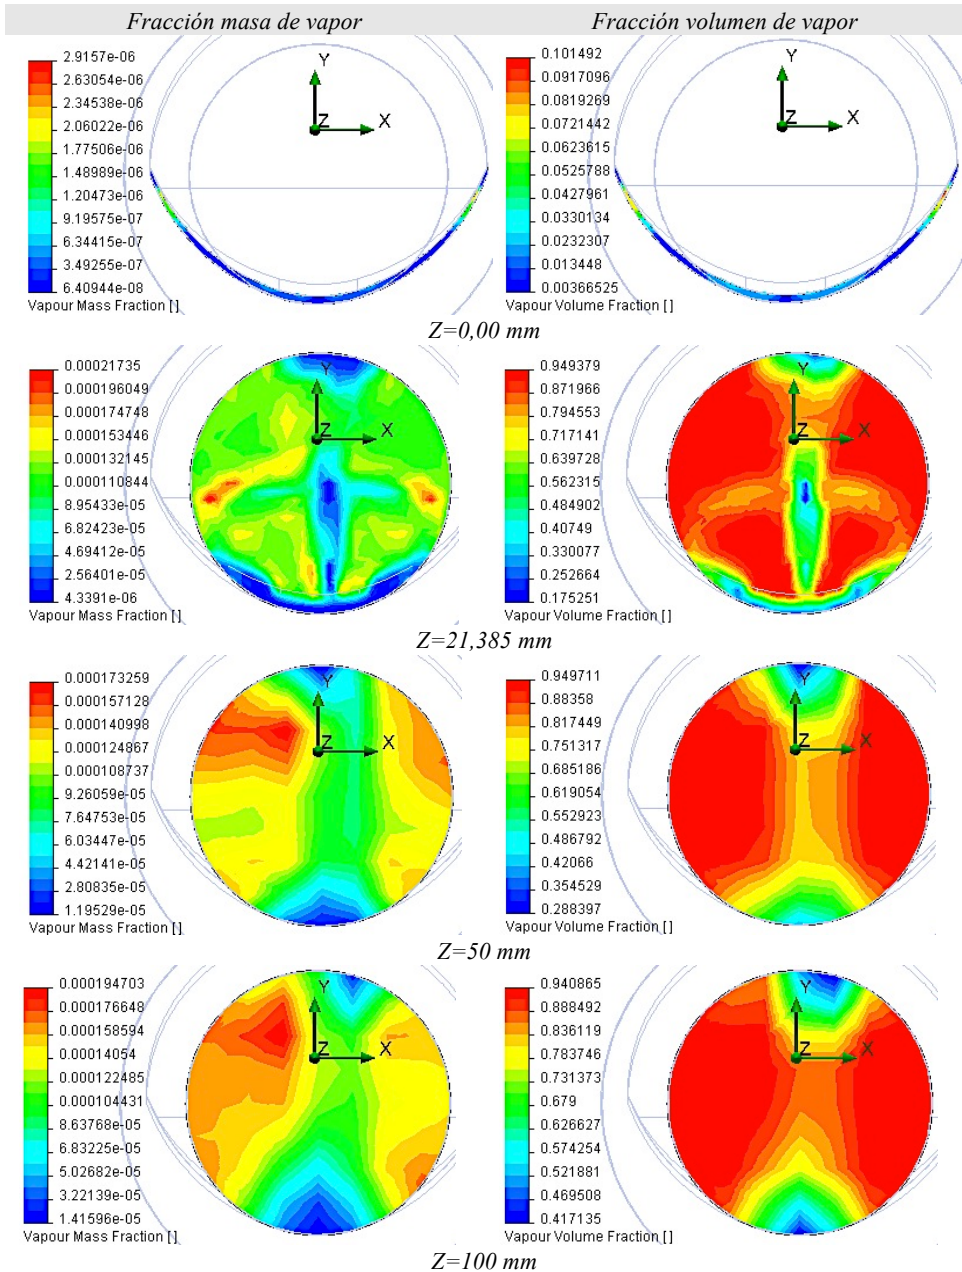 Fracción masa de vapor
Fracción volumen de vapor
2.9157e-06
2.63054e-06
2.34538e-06
2.06022e-06
1.77506e-06
1.48989e-06
1.20473e-06
9.19575e-07
6.34415e-07
3.49255e-07
6.40944e-08
Vapour Mass Fraction [ ]
Y
Z
X
0.101492
0.0917096
0.0819269
0.0721442
0.0623615
0.0525788
0.0427961
0.0330134
0.0232307
0.013448
0.00366525
Vapour Volume Fraction [ ]
Y
Z
X
Z=0,00 mm
0.00021735
0.000196049
0.000174748
0.000153446
0.000132145
0.000110844
8.95433e-05
6.82423e-05
4.69412e-05
2.56401e-05
4.3391e-06
Vapour Mass Fraction [ ]
Y
Z
X
0.949379
0.871966
0.794553
0.717141
0.639728
0.562315
0.484902
0.40749
0.330077
0.252664
0.175251
Vapour Volume Fraction [ ]
Y
Z
X
Z=21,385 mm
0.000173259
0.000157128
0.000140998
0.000124867
0.000108737
9.26059e-05
7.64753e-05
6.03447e-05
4.42141e-05
2.80835e-05
1.19529e-05
Vapour Mass Fraction [ ]
Y
Z
X
0.949711
0.88358
0.817449
0.751317
0.685186
0.619054
0.552923
0.486792
0.42066
0.354529
0.288397
Vapour Volume Fraction [ ]
Y
Z
X
Z=50 mm
0.000194703
0.000176648
0.000158594
0.00014054
0.000122485
0.000104431
8.63768e-05
6.83225e-05
5.02682e-05
3.22139e-05
1.41596e-05
Vapour Mass Fraction [ ]
Y
Z
X
0.940865
0.888492
0.836119
0.783746
0.731373
0.679
0.626627
0.574254
0.521881
0.469508
0.417135
Vapour Volume Fraction [ ]
Y
Z
X
Z=100 mm